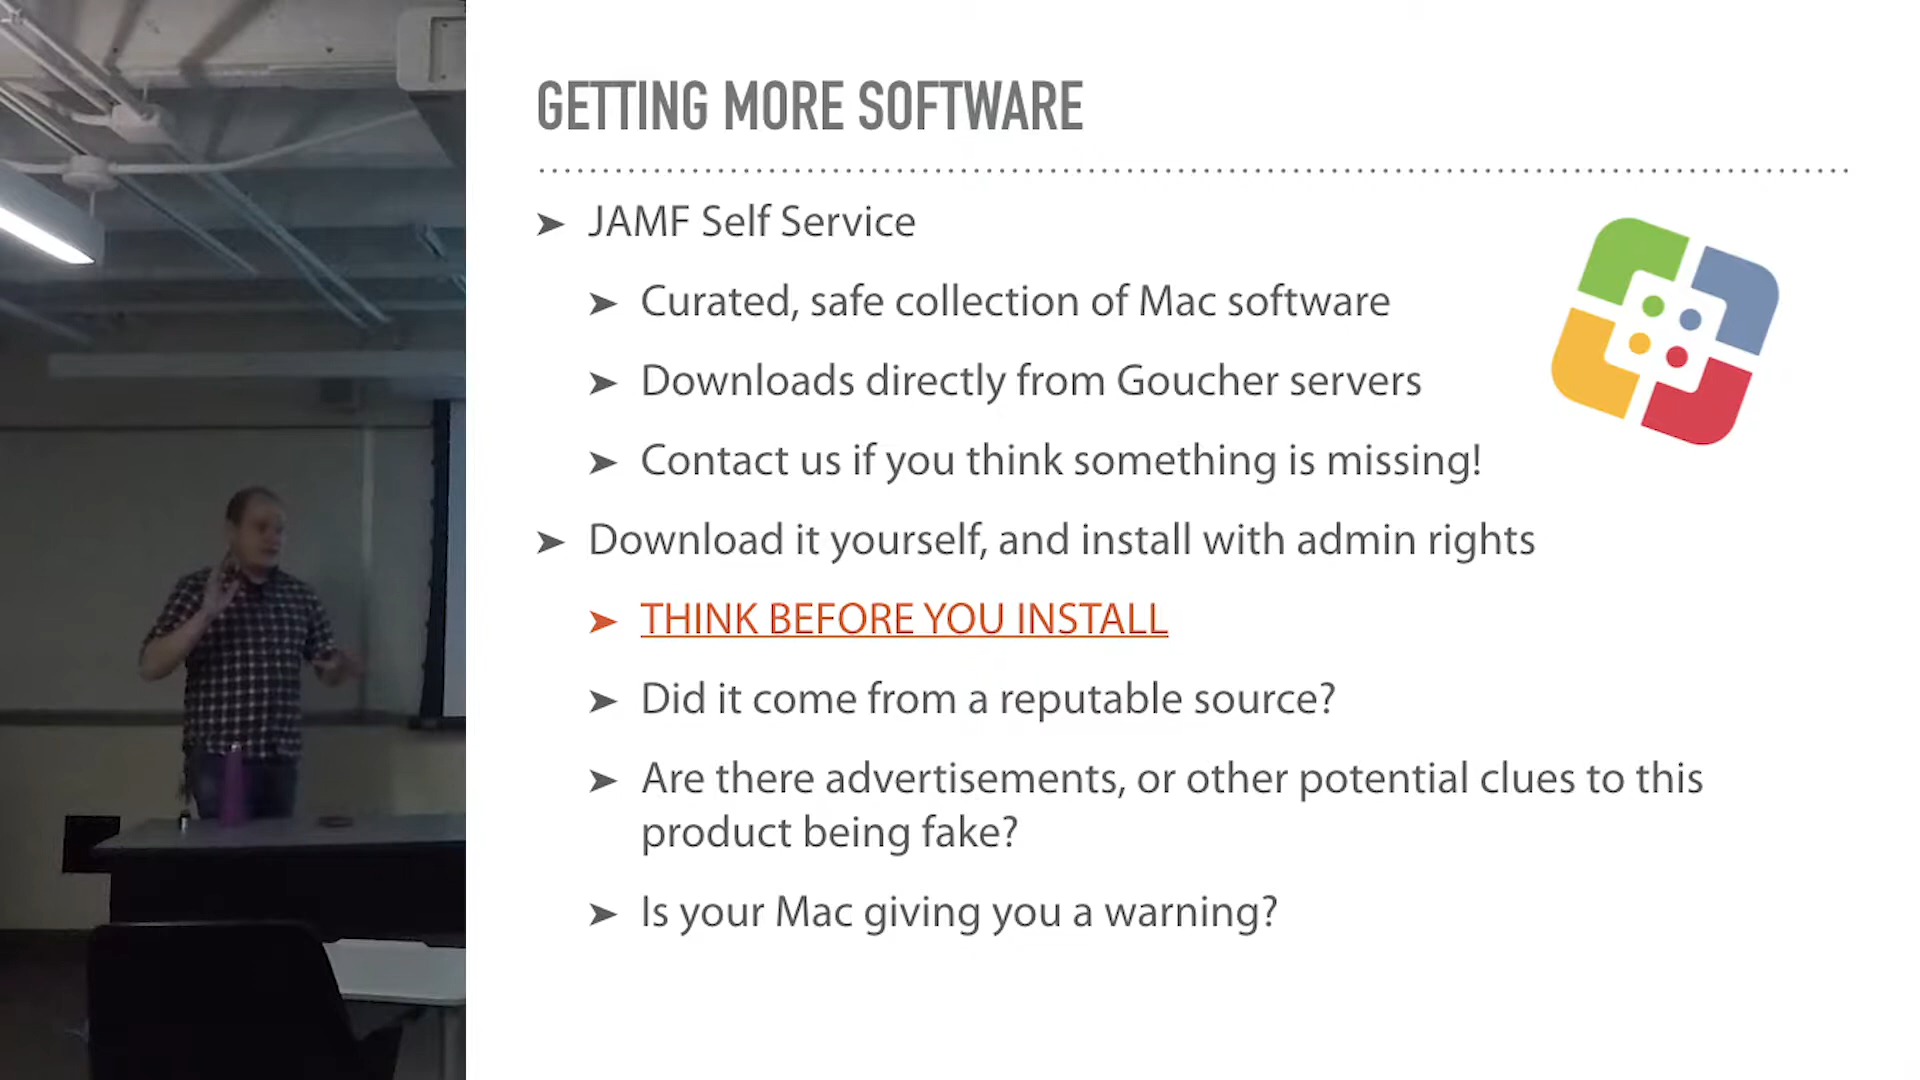 GETTING MORE SOFTWARE
➤ JAMF Self Service
➤ Curated, safe collection of Mac software
➤ Downloads directly from Goucher servers
➤ Contact us if you think something is missing!
➤ Download it yourself, and install with admin rights
➤ THINK BEFORE YOU INSTALL
➤ Did it come from a reputable source?
➤ Are there advertisements, or other potential clues to this
product being fake?
➤ Is your Mac giving you a warning?